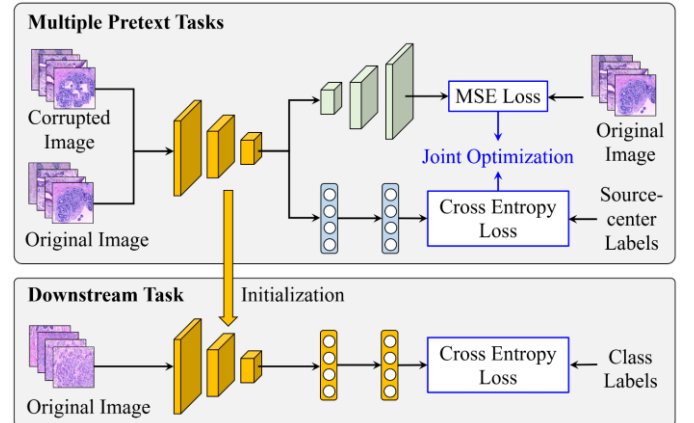 Multiple Pretext Tasks
Corrupted
Image
Original Image
MSE Loss
Original
Image
Joint Optimization
Cross Entropy
Loss
Source-
center
Labels
Initialization
Downstream Task
Original Image
Cross Entropy
Loss
Class
Labels